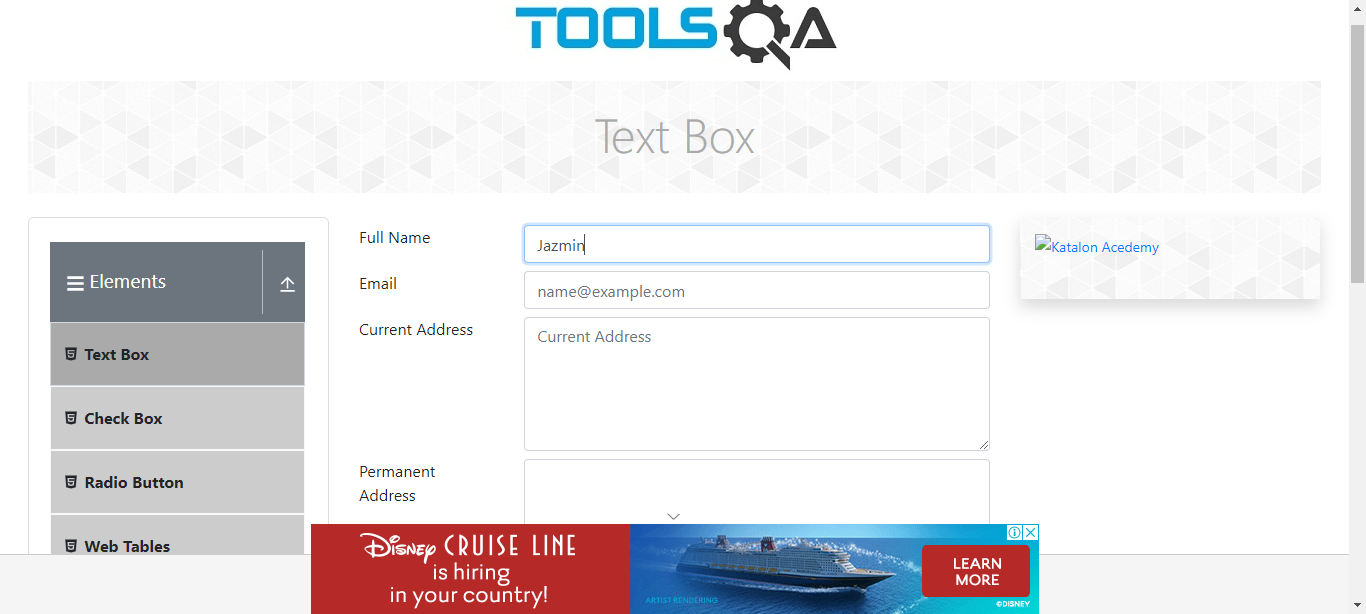 TOOLSQA
Text Box
Elements
Text Box
Check Box
Radio Button
Web Tables
Full Name
Jazmin
Email
name@example.com
Current Address
Current Address
Permanent
Address
Katalon Acedemy
Disney CRUISE LINE
is hiring
in your country!
ARTIST RENDERING
LEARN
MORE
©DISNEY